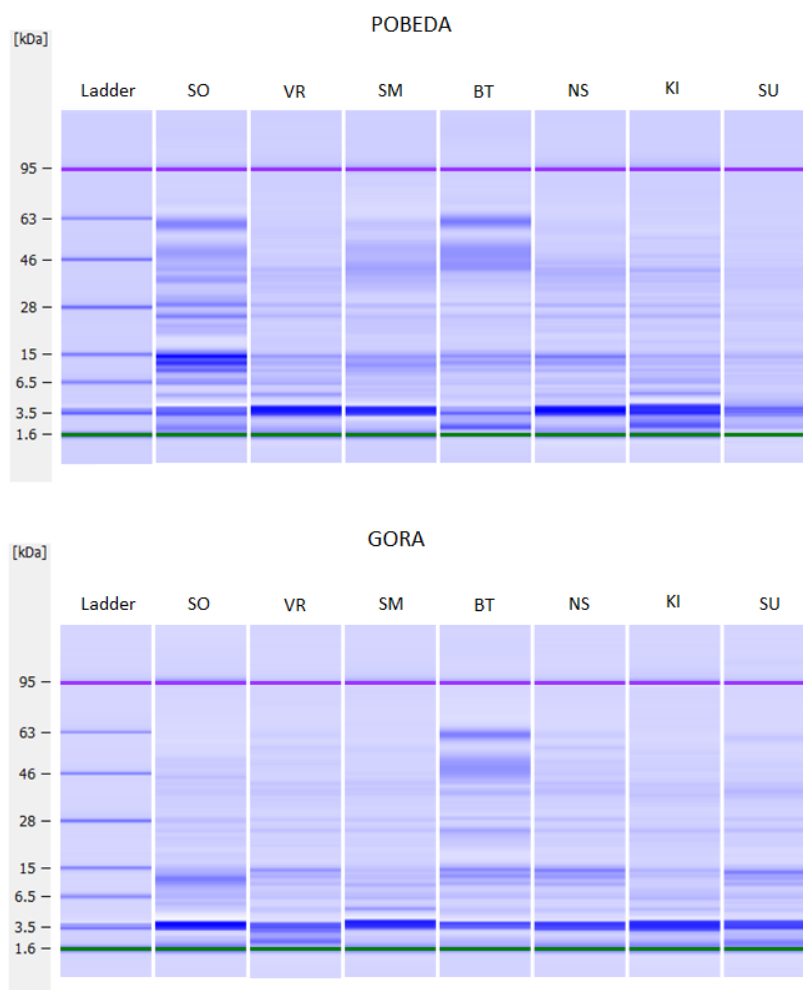 POBEDA
[kDa]
Ladder SO VR SM BT NS KI SU
95
63
46
28
15
6.5
3.5
1.6
GORA
[kDa]
Ladder SO VR SM BT NS KI SU
95
63
46
28
15
6.5
3.5
1.6